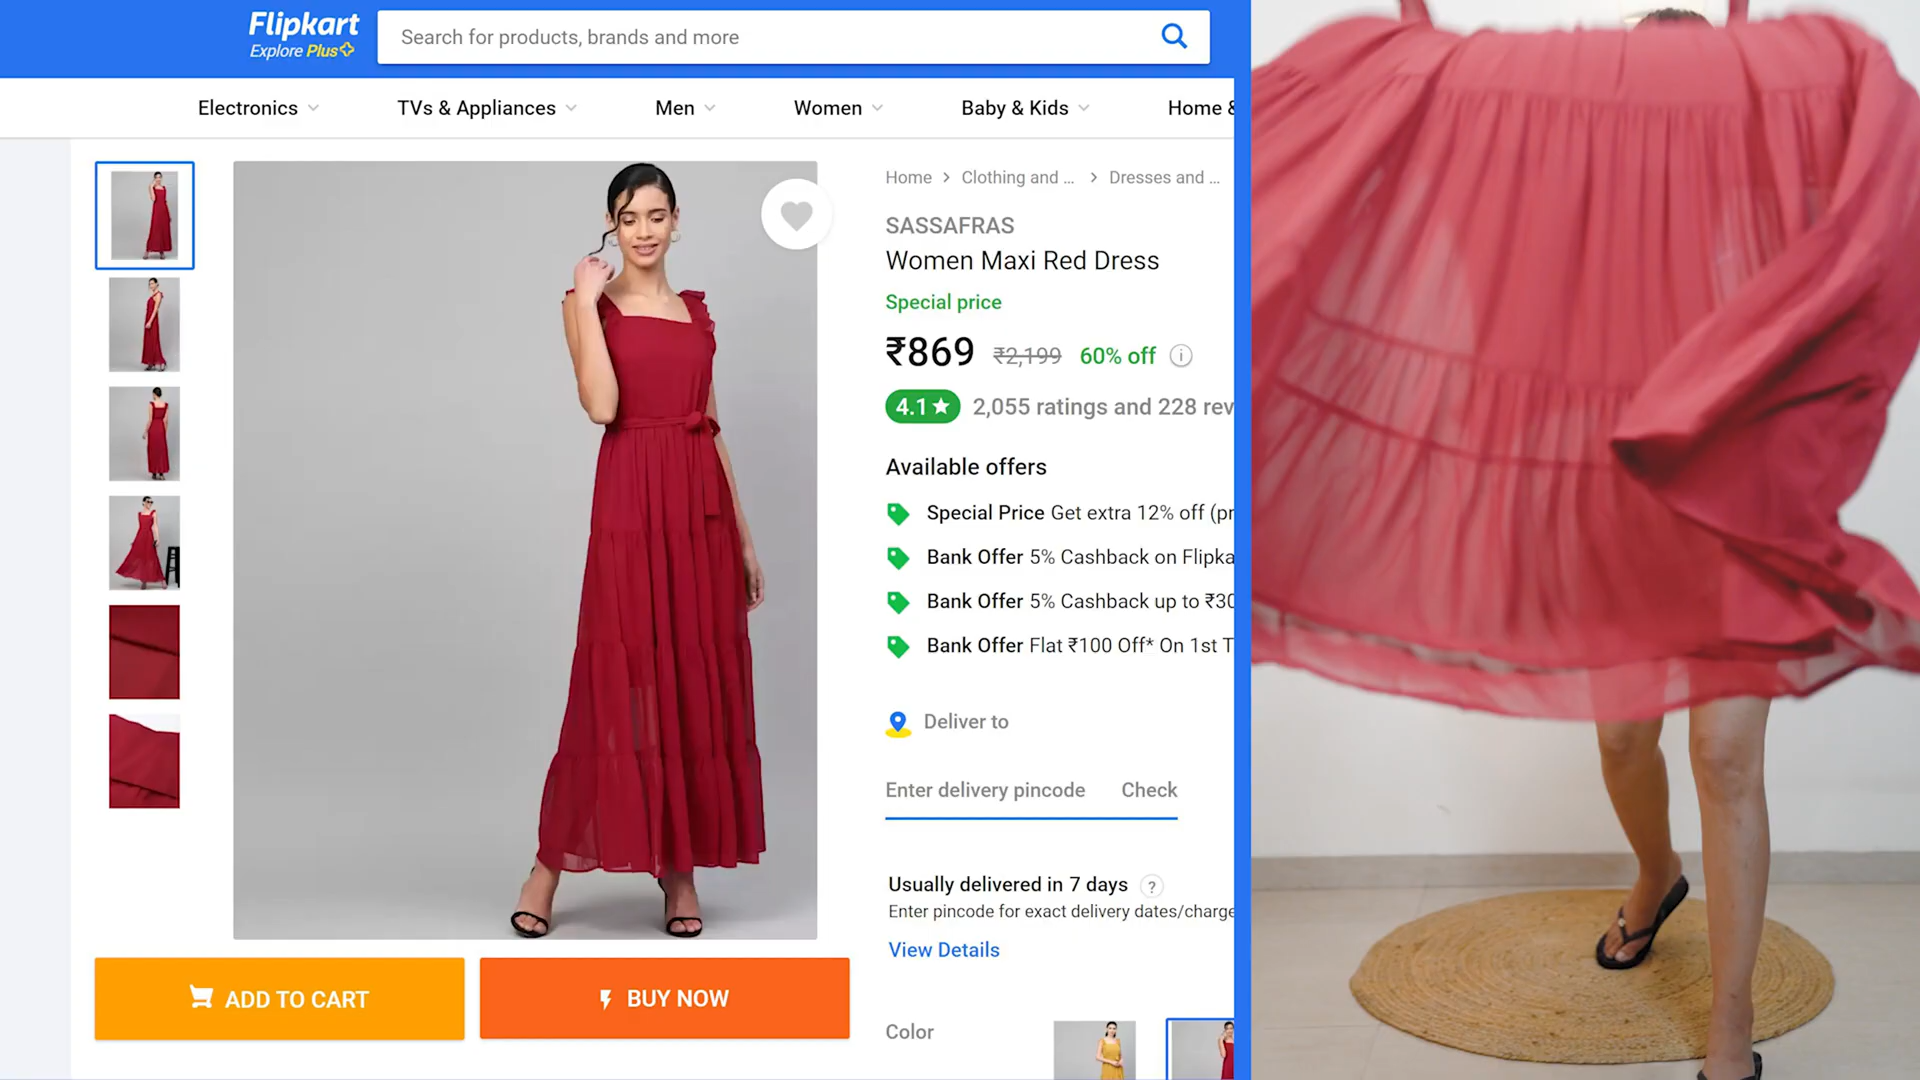 Flipkart
Explore Plus
Search for products, brands and more
Electronics
TVs & Appliances
Men
Women
Baby & Kids
Home &
Home > Clothing and ... > Dresses and ...
SASSAFRAS
Women Maxi Red Dress
Special price
₹869 ₹2,199 60% off
4.1★ 2,055 ratings and 228 rev
Available offers
Special Price Get extra 12% off (pr
Bank Offer 5% Cashback on Flipka
Bank Offer 5% Cashback up to ₹30
Bank Offer Flat ₹100 Off* On 1st T
Deliver to
Enter delivery pincode Check
Usually delivered in 7 days ?
Enter pincode for exact delivery dates/charge
View Details
ADD TO CART
BUY NOW
Color